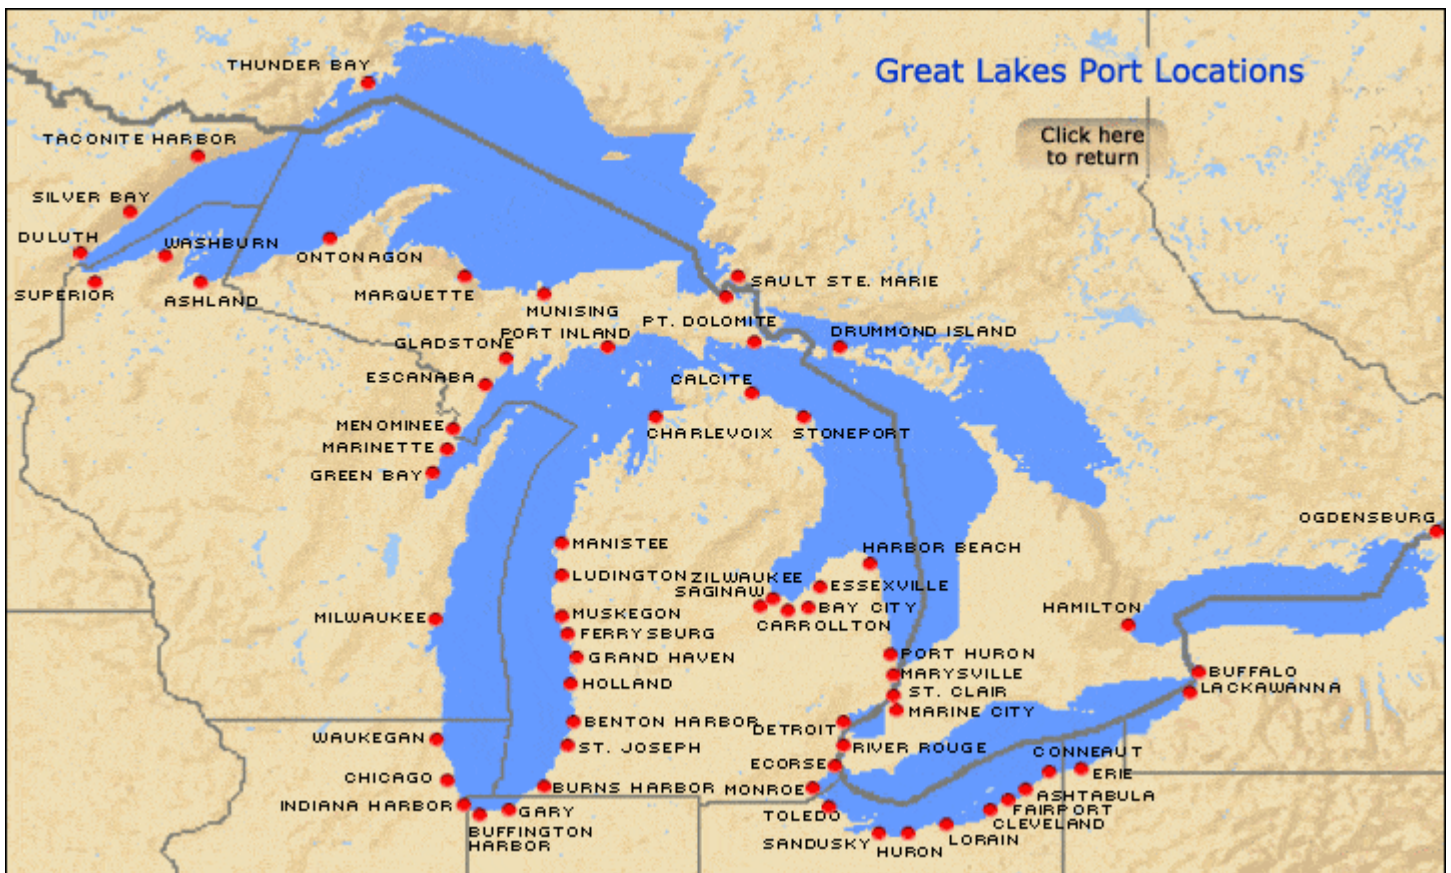 THUNDER BAY
Great Lakes Port Locations
Click here
to return
TACONITE HARBOR
SILVER BAY
DULUTH
WASHBURN
ONTONAGON
SUPERIOR
ASHLAND
MARQUETTE
MUNISING
SAULT STE. MARIE
PORT INLAND
PT. DOLOMITE
DRUMMOND ISLAND
GLADSTONE
ESCANABA
CALCITE
MENOMINEE
CHARLEVOIX
STONEPORT
MARINETTE
GREEN BAY
OGDENSBURG
MANISTEE
HARBOR BEACH
LUDINGTON
ZILWAUKEE
SAGINAW
ESSEXVILLE
BAY CITY
CARROLLTON
HAMILTON
MILWAUKEE
MUSKEGON
FERRYSBURG
GRAND HAVEN
PORT HURON
MARYSVILLE
BUFFALO
LACKAWANNA
HOLLAND
ST. CLAIR
MARINE CITY
BENTON HARBOR
DETROIT
WAUKEGAN
ST. JOSEPH
RIVER ROUGE
CONNEAUT
ERIE
ECORSE
CHICAGO
BURNS HARBOR
MONROE
ASHTABULA
INDIANA HARBOR
GARY
FAIRPORT
TOLEDO
CLEVELAND
BUFFINGTON
HARBOR
SANDUSKY
HURON
LORAIN